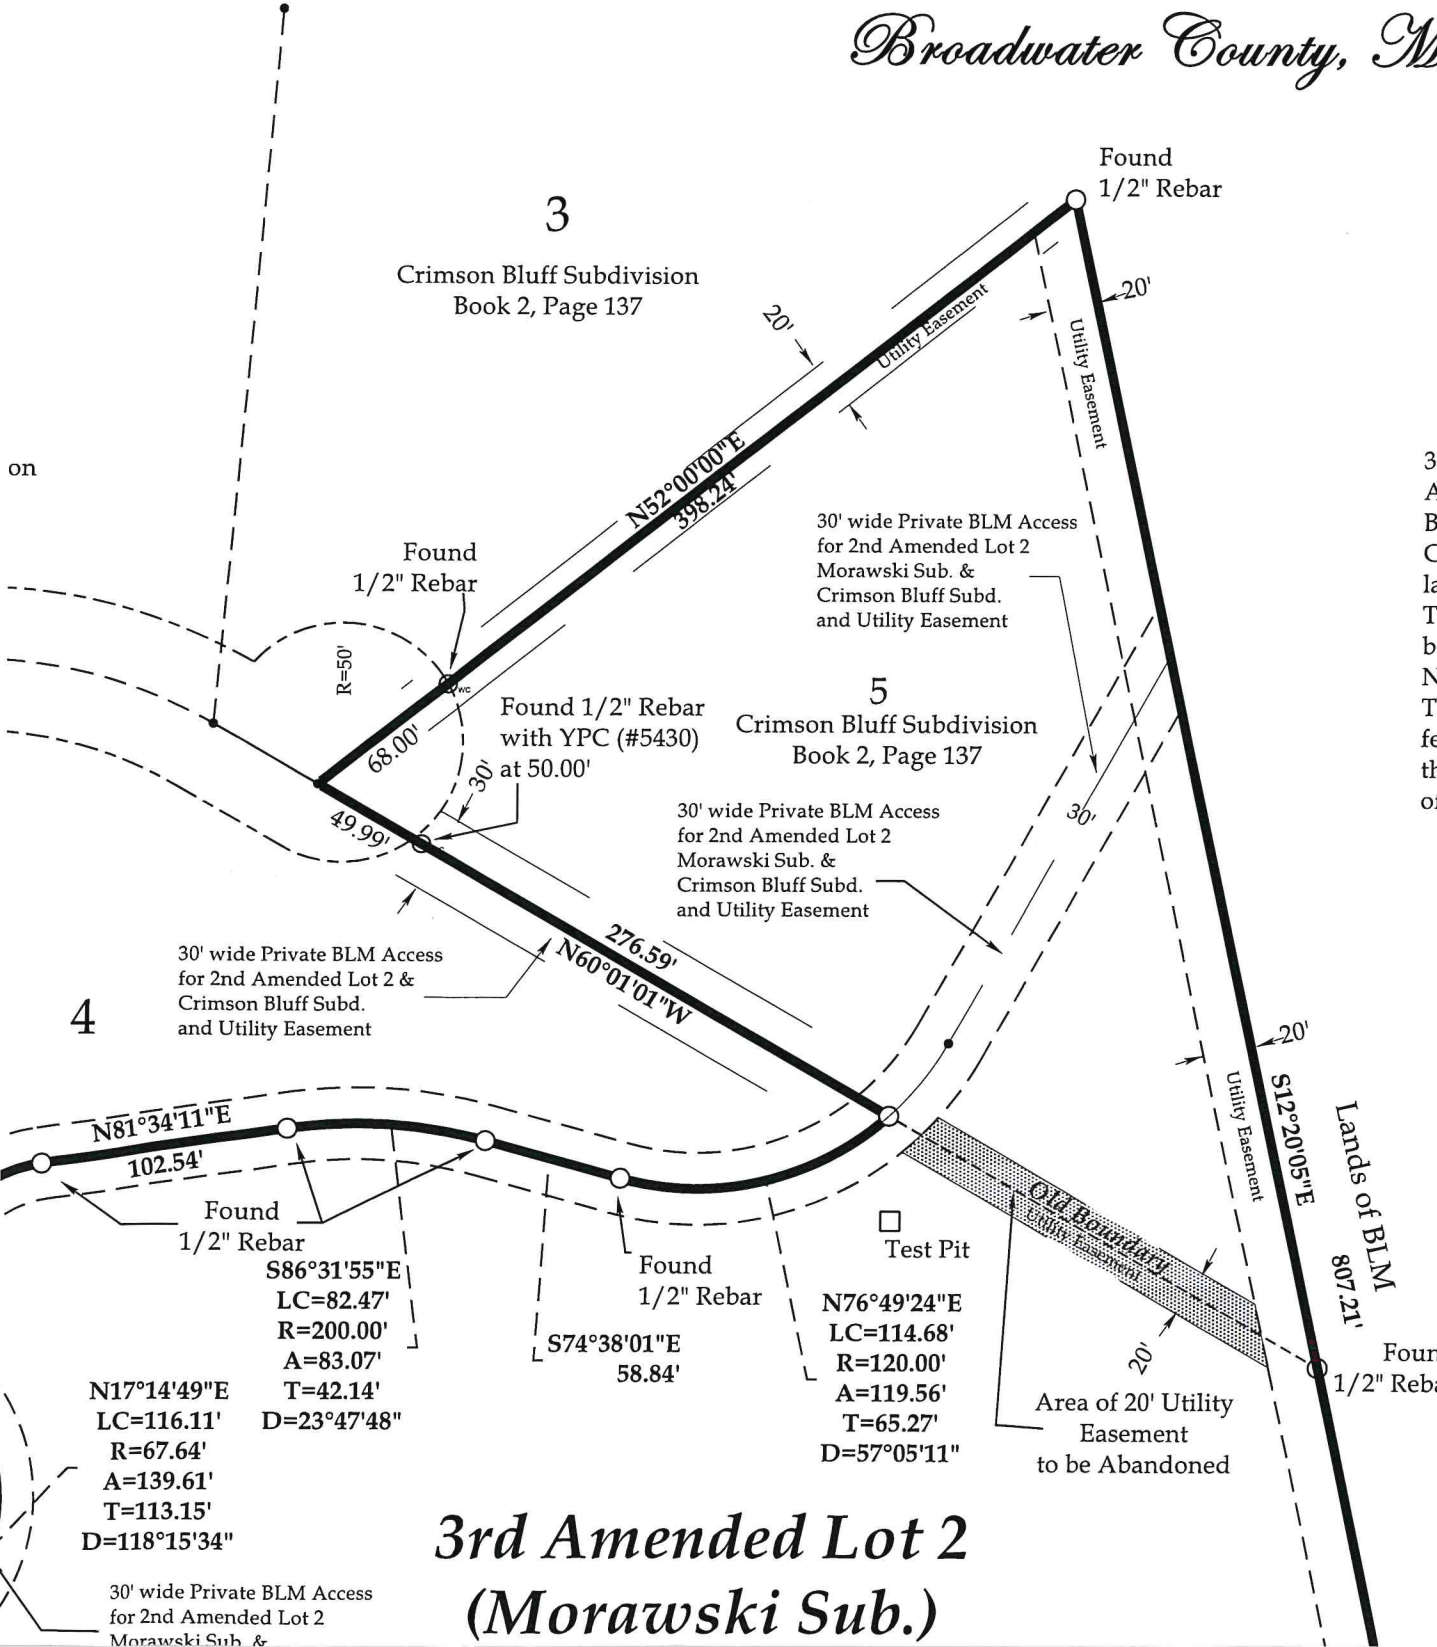 Broadwater County,
Found
1/2" Rebar
3
Crimson Bluff Subdivision
Book 2, Page 137
20'
Utility Easement
20'
Utility Easement
on
N52°00'00"E
398.24'
30' wide Private BLM Access
for 2nd Amended Lot 2
Morawski Sub. &
Crimson Bluff Subd.
and Utility Easement
Found
1/2" Rebar
R=50'
WC
68.00'
Found 1/2" Rebar
with YPC (#5430)
at 50.00'
30'
5
Crimson Bluff Subdivision
Book 2, Page 137
49.99'
30'
30' wide Private BLM Access
for 2nd Amended Lot 2
Morawski Sub. &
Crimson Bluff Subd.
and Utility Easement
276.59'
N60°01'01"W
30' wide Private BLM Access
for 2nd Amended Lot 2 &
Crimson Bluff Subd.
and Utility Easement
4
20'
Utility Easement
S12°20'05"E
Lands of BLM
807.21'
N81°34'11"E
102.54'
Found
1/2" Rebar
Old Boundary
Utility Easement
20'
Test Pit
Found
1/2" Rebar
S86°31'55"E
LC=82.47'
R=200.00'
A=83.07'
T=42.14'
D=23°47'48"
S74°38'01"E
58.84'
N76°49'24"E
LC=114.68'
R=120.00'
A=119.56'
T=65.27'
D=57°05'11"
1/2"
Area of 20' Utility
Easement
to be Abandoned
N17°14'49"E
LC=116.11'
R=67.64'
A=139.61'
T=113.15'
D=118°15'34"
3rd Amended Lot 2
(Morawski Sub.)
30' wide Private BLM Access
for 2nd Amended Lot 2
Morawski Sub. &